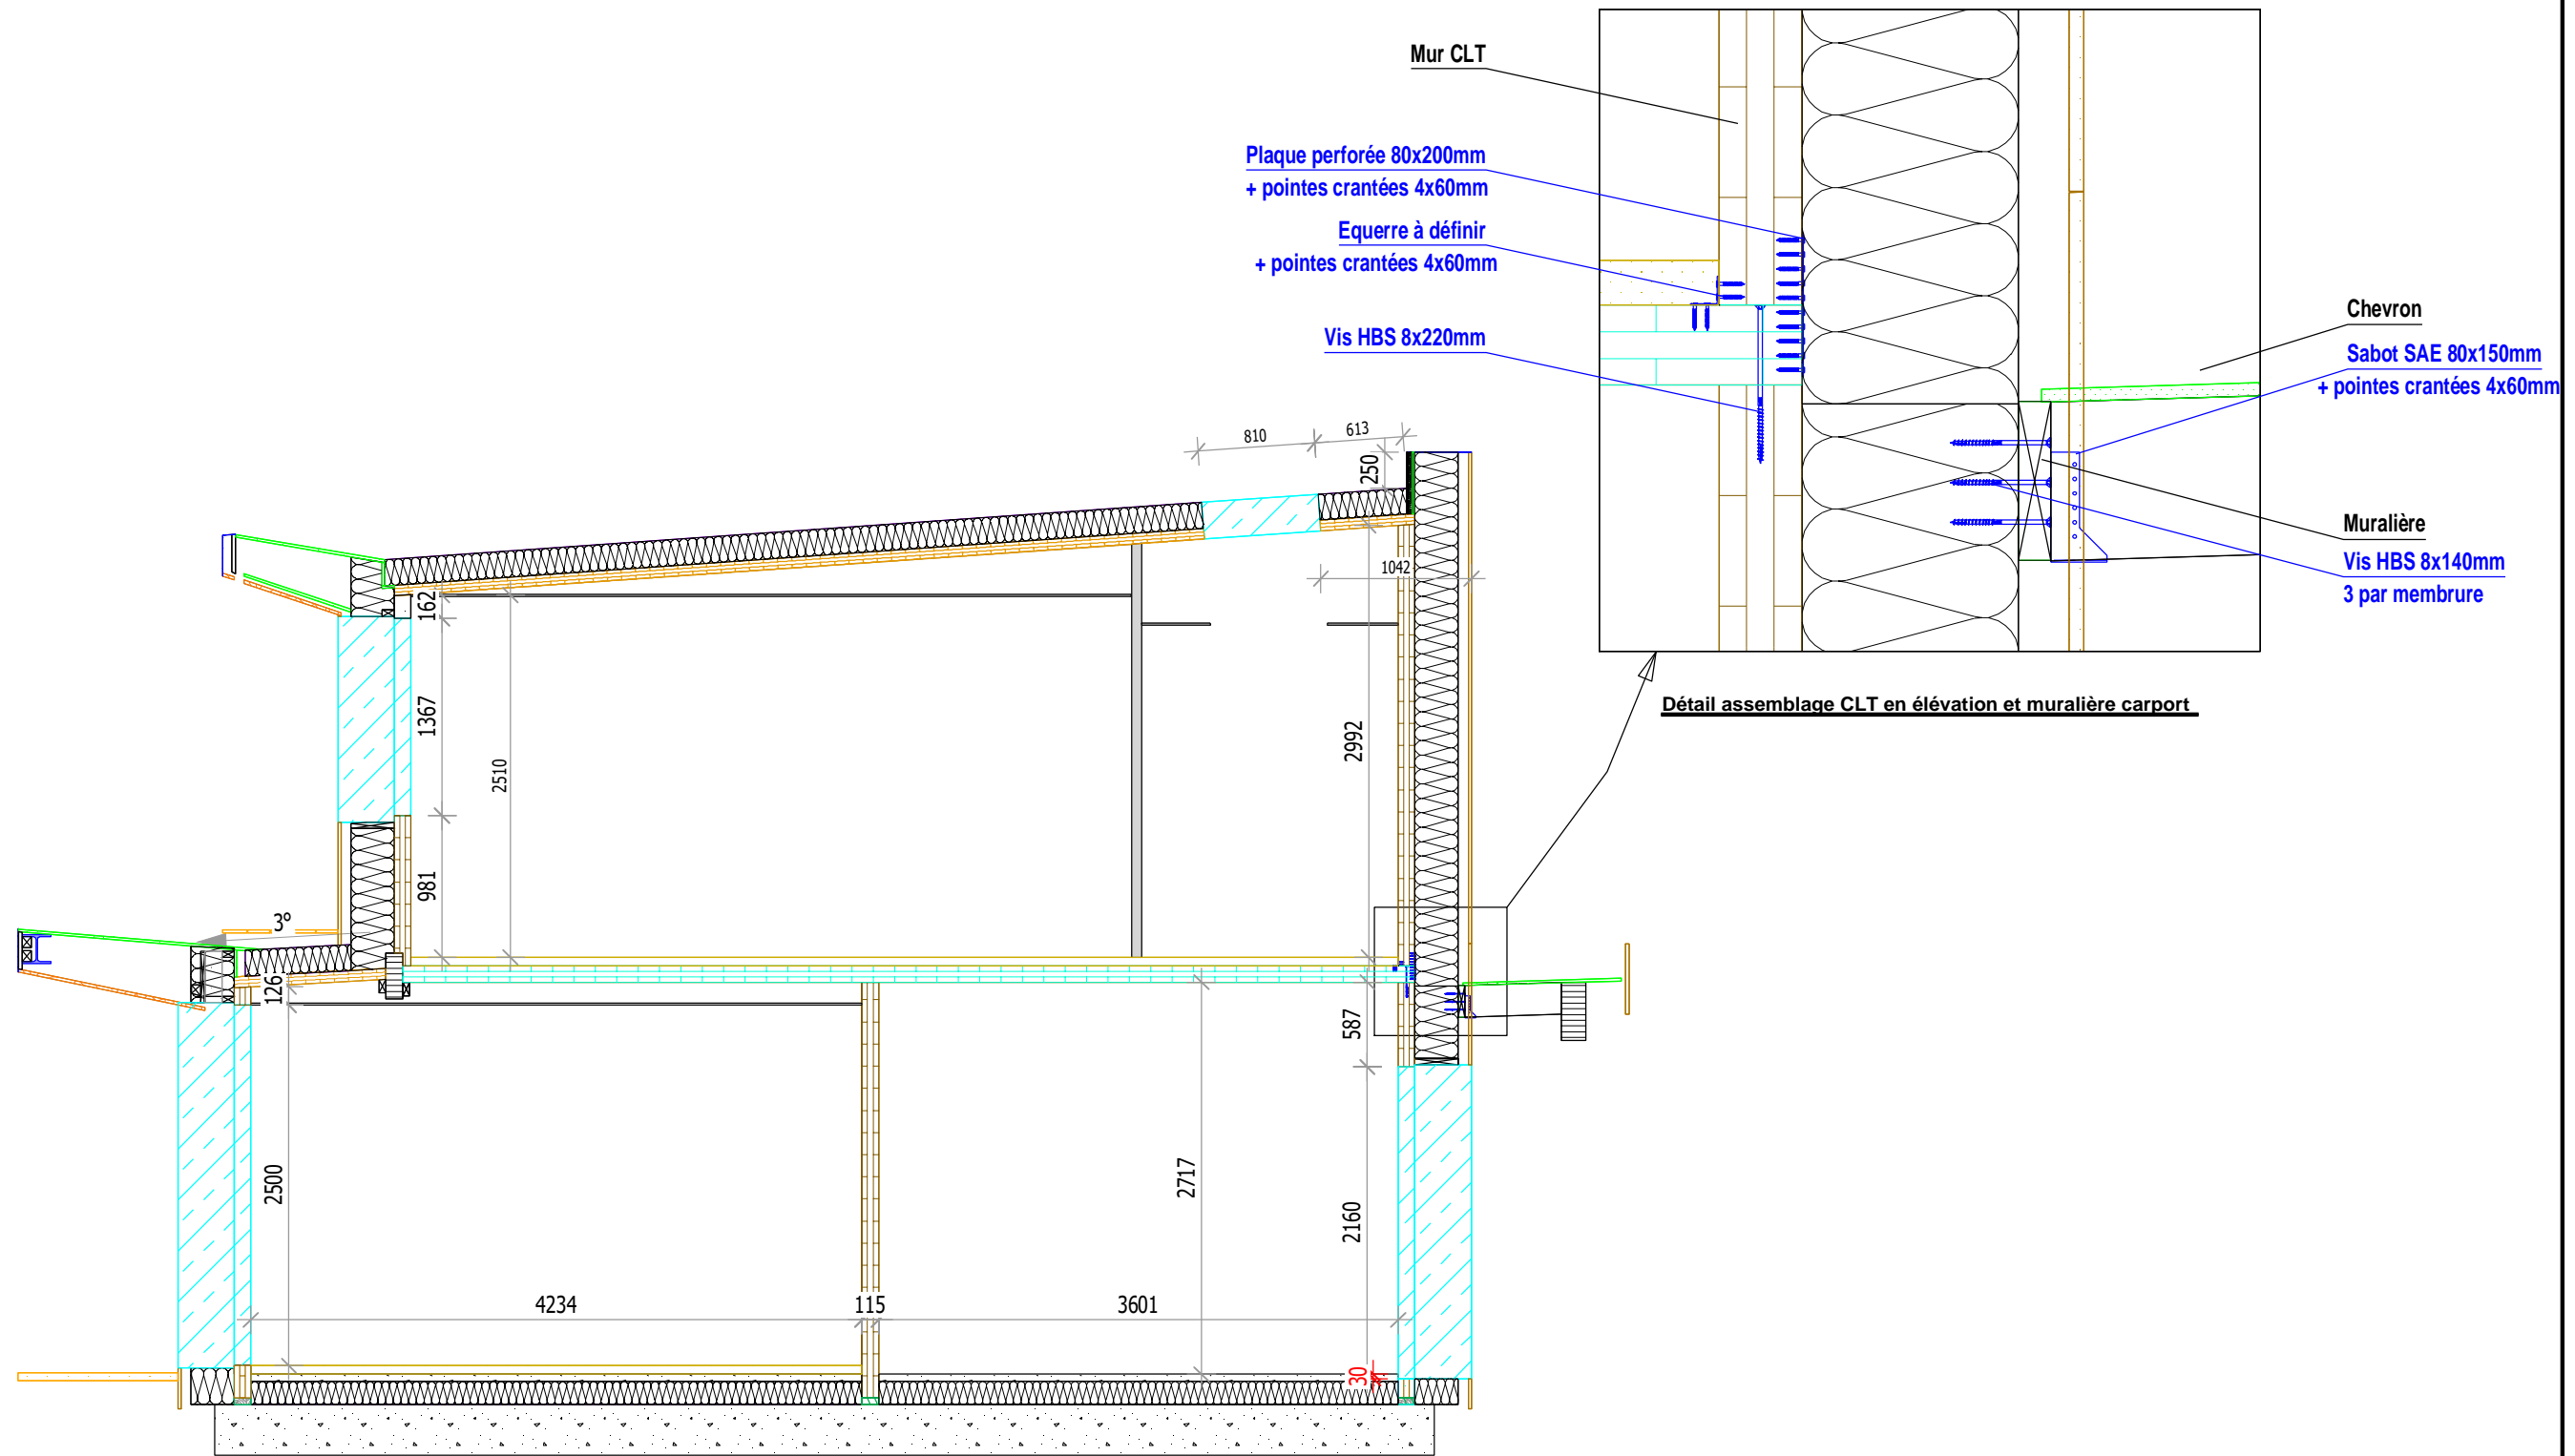 Mur CLT
Plaque perforée 80x200mm
+ pointes crantées 4x60mm
Equerre à définir
+ pointes crantées 4x60mm
Vis HBS 8x220mm
Chevron
Sabot SAE 80x150mm
+ pointes crantées 4x60mm
Muralière
Vis HBS 8x140mm
3 par membrure
Détail assemblage CLT en élévation et muralière carport
810
613
250
1042
162
1367
2510
2992
981
3°
126
587
2500
2717
2160
4234
115
3601
30